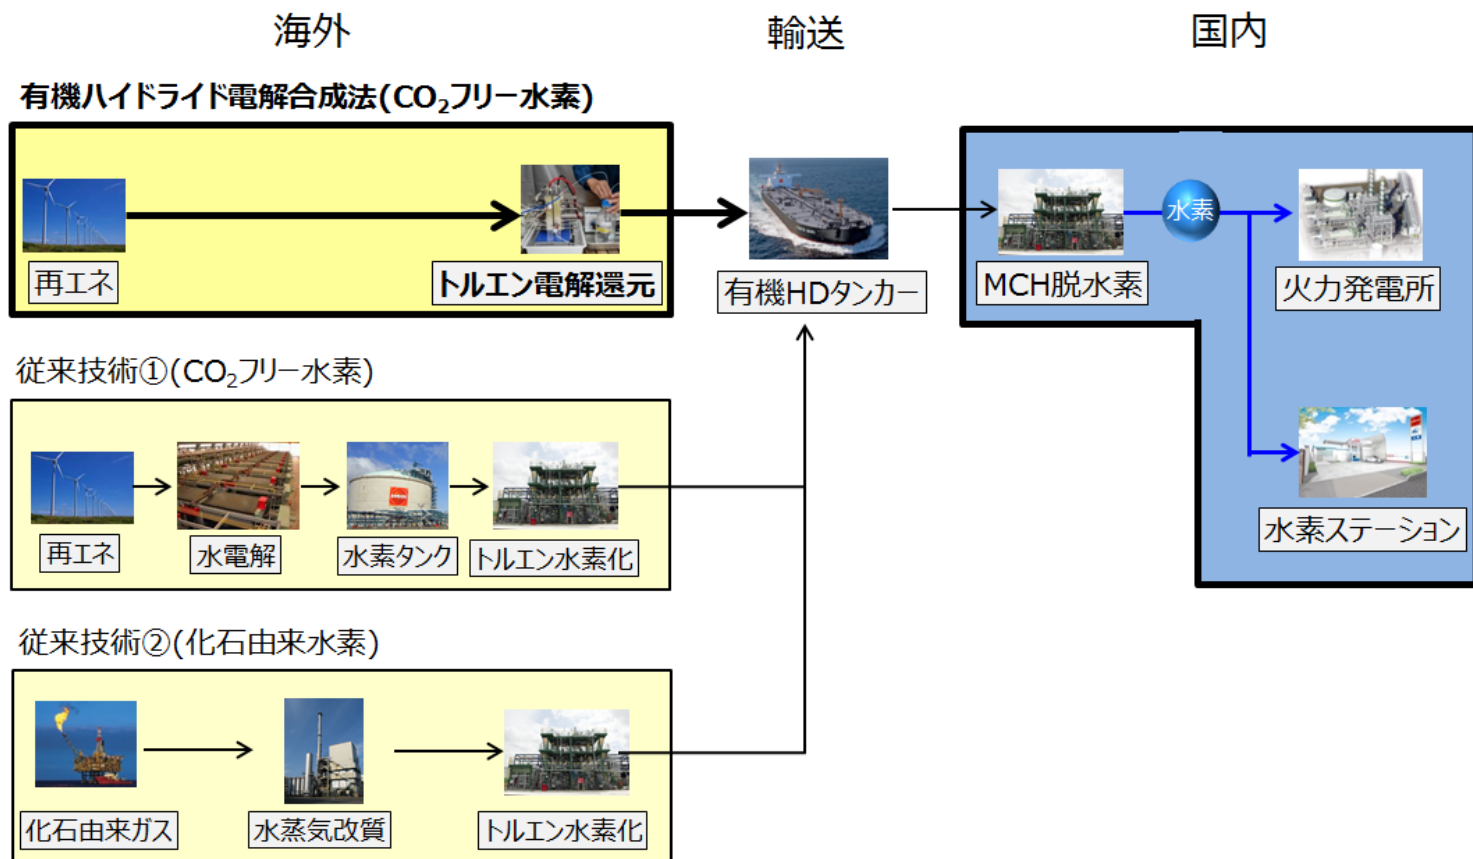 海外
輸送
国内
有機ハイドライド電解合成法(CO₂フリー水素)
再エネ
トルエン電解還元
有機HDタンカー
MCH脱水素
水素
火力発電所
水素ステーション
従来技術①(CO₂フリー水素)
再エネ
水電解
水素タンク
トルエン水素化
従来技術②(化石由来水素)
化石由来ガス
水蒸気改質
トルエン水素化